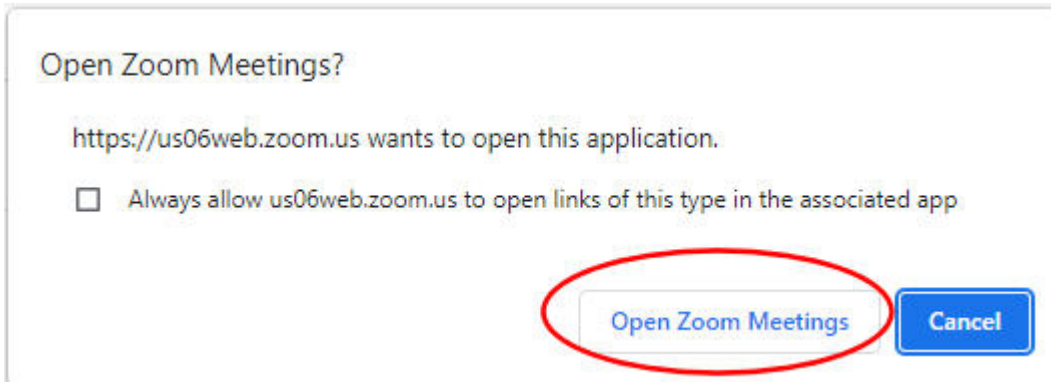 Open Zoom Meetings?
https://us06web.zoom.us wants to open this application.
Always allow us06web.zoom.us to open links of this type in the associated app
Open Zoom Meetings
Cancel